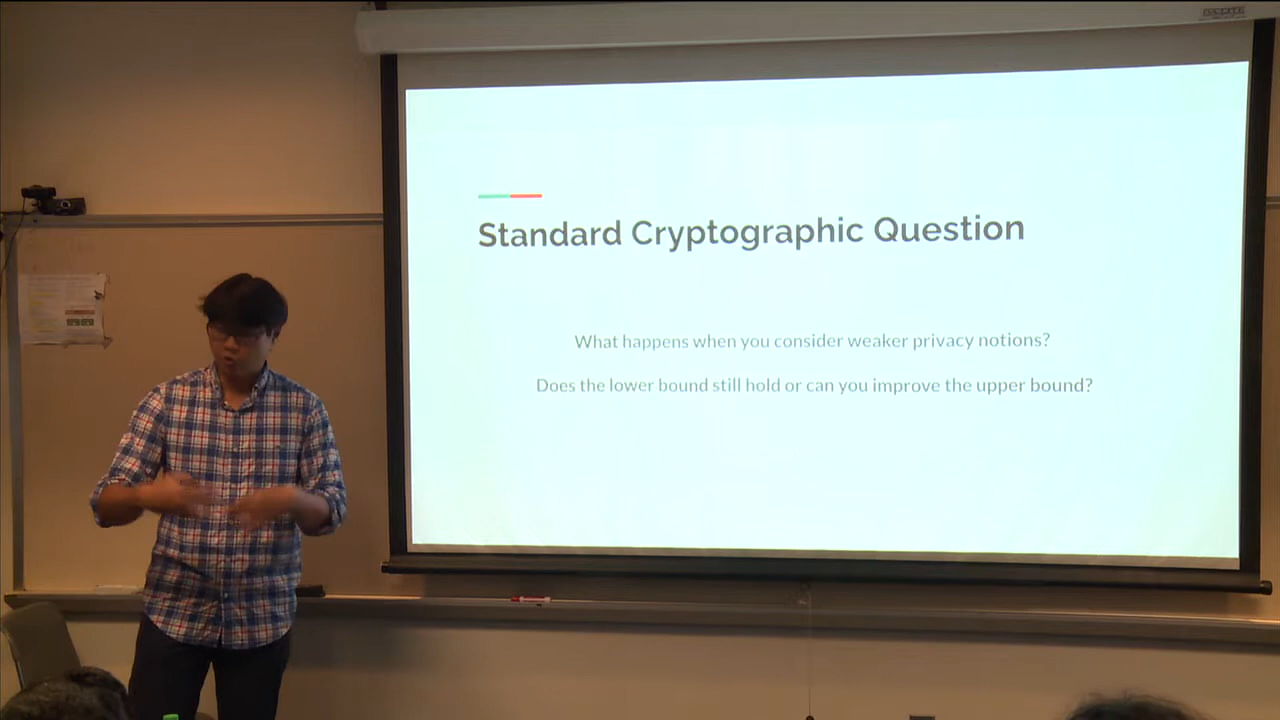 Standard Cryptographic Question
What happens when you consider weaker privacy notions?
Does the lower bound still hold or can you improve the upper bound?